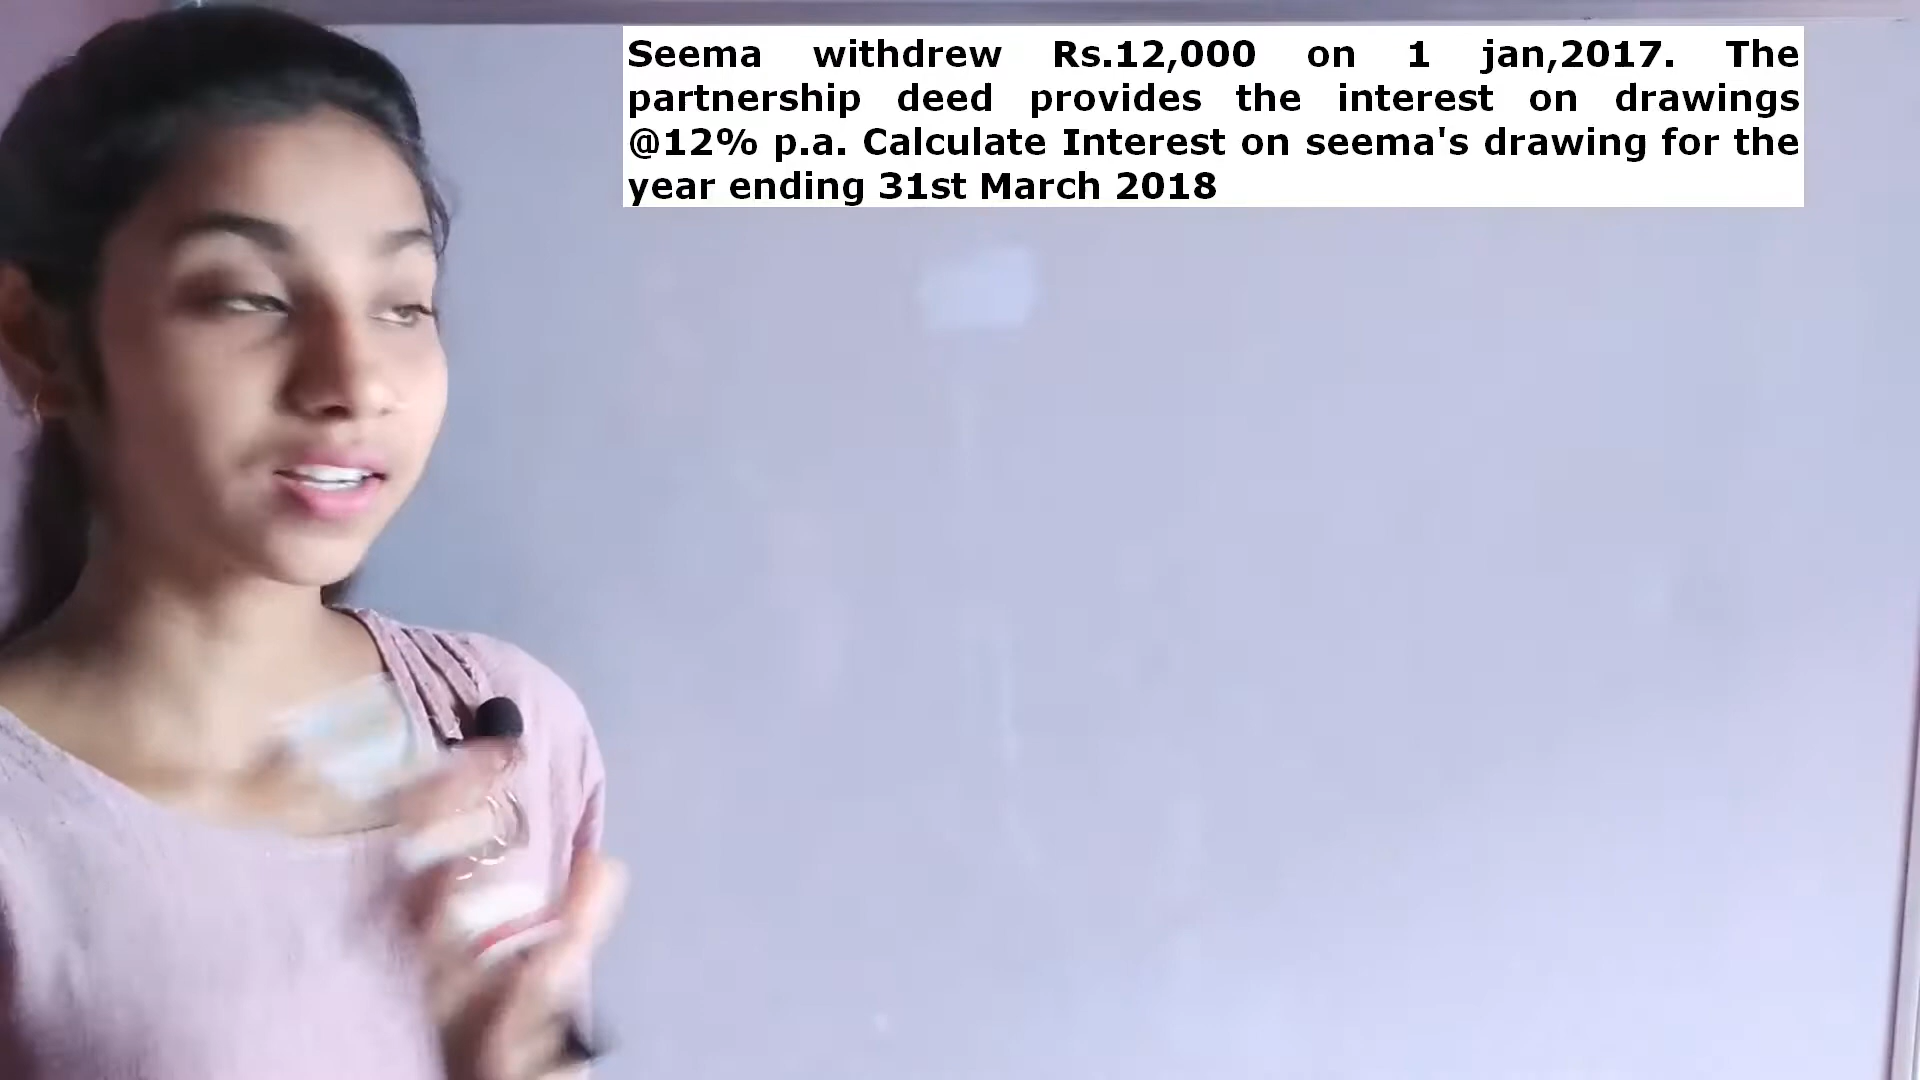 Seema withdrew Rs.12,000 on 1 jan,2017. The
partnership deed provides the interest on drawings
@12% p.a. Calculate Interest on seema's drawing for the
year ending 31st March 2018